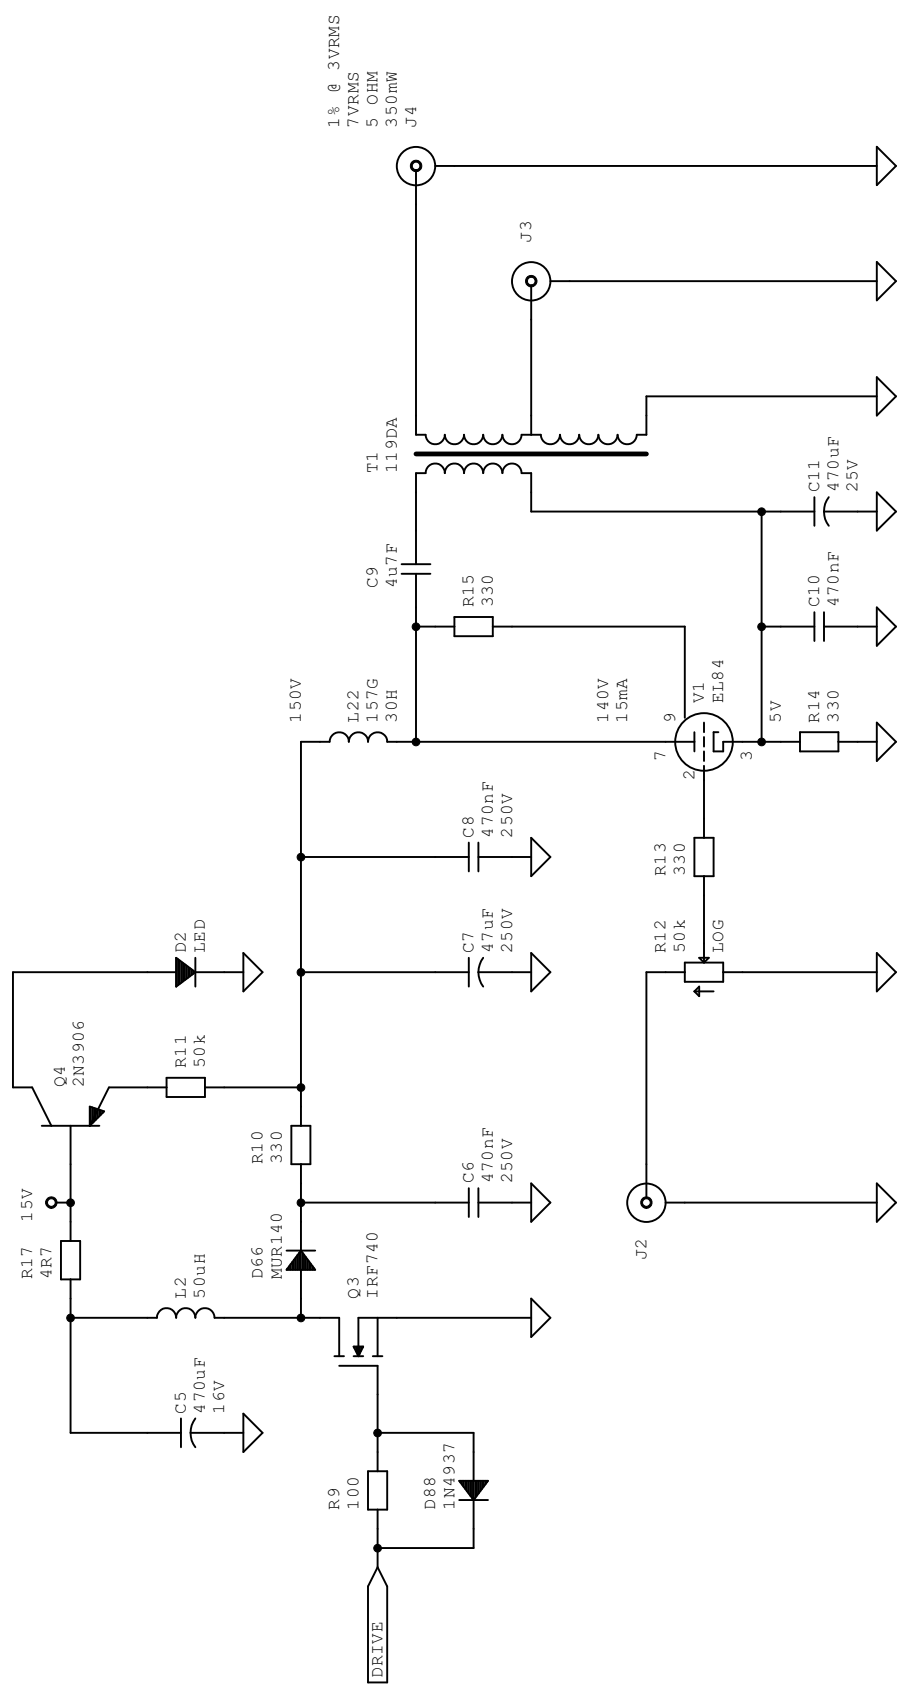 1% @ 3VRMS
7VRMS
5 OHM
350mW
J4
J3
T1
119DA
C9
4u7F
R15
330
C11
470uF
25V
C10
470nF
150V
L22
157G
30H
140V
15mA
9
V1
EL84
7
2
3
5V
R14
330
C8
470nF
250V
R13
330
D2
LED
C7
47uF
250V
R12
50k
LOG
Q4
2N3906
R11
50k
R10
330
C6
470nF
250V
15V
R17
4R7
L2
50uH
D66
MUR140
Q3
IRF740
J2
C5
470uF
16V
R9
100
D88
1N4937
DRIVE